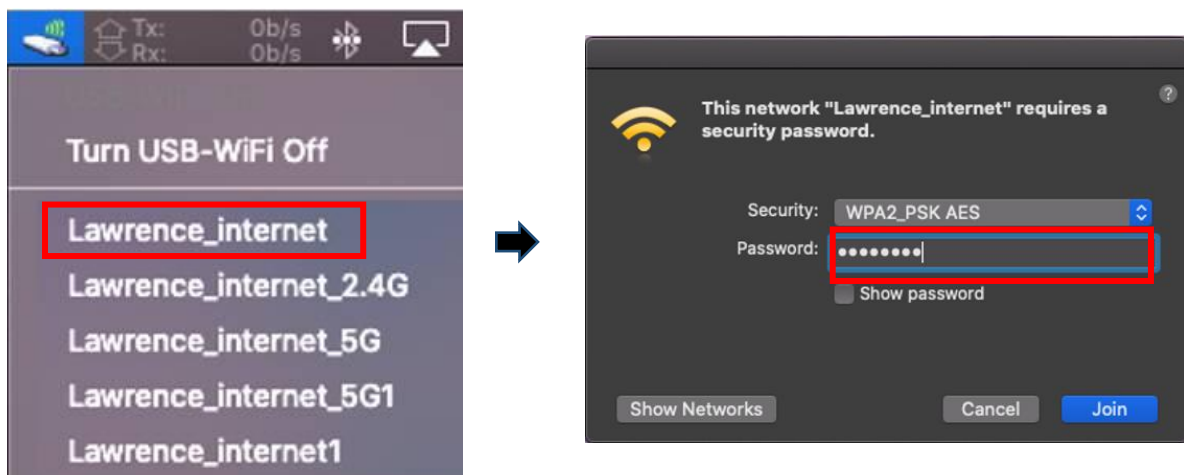 Tx: 0b/s
Rx: 0b/s
Turn USB-WiFi Off
Lawrence_internet
Lawrence_internet_2.4G
Lawrence_internet_5G
Lawrence_internet_5G1
Lawrence_internet1
?
This network "Lawrence_internet" requires a
security password.
Security: WPA2_PSK AES
Password: ••••••••
Show password
Show Networks Cancel Join